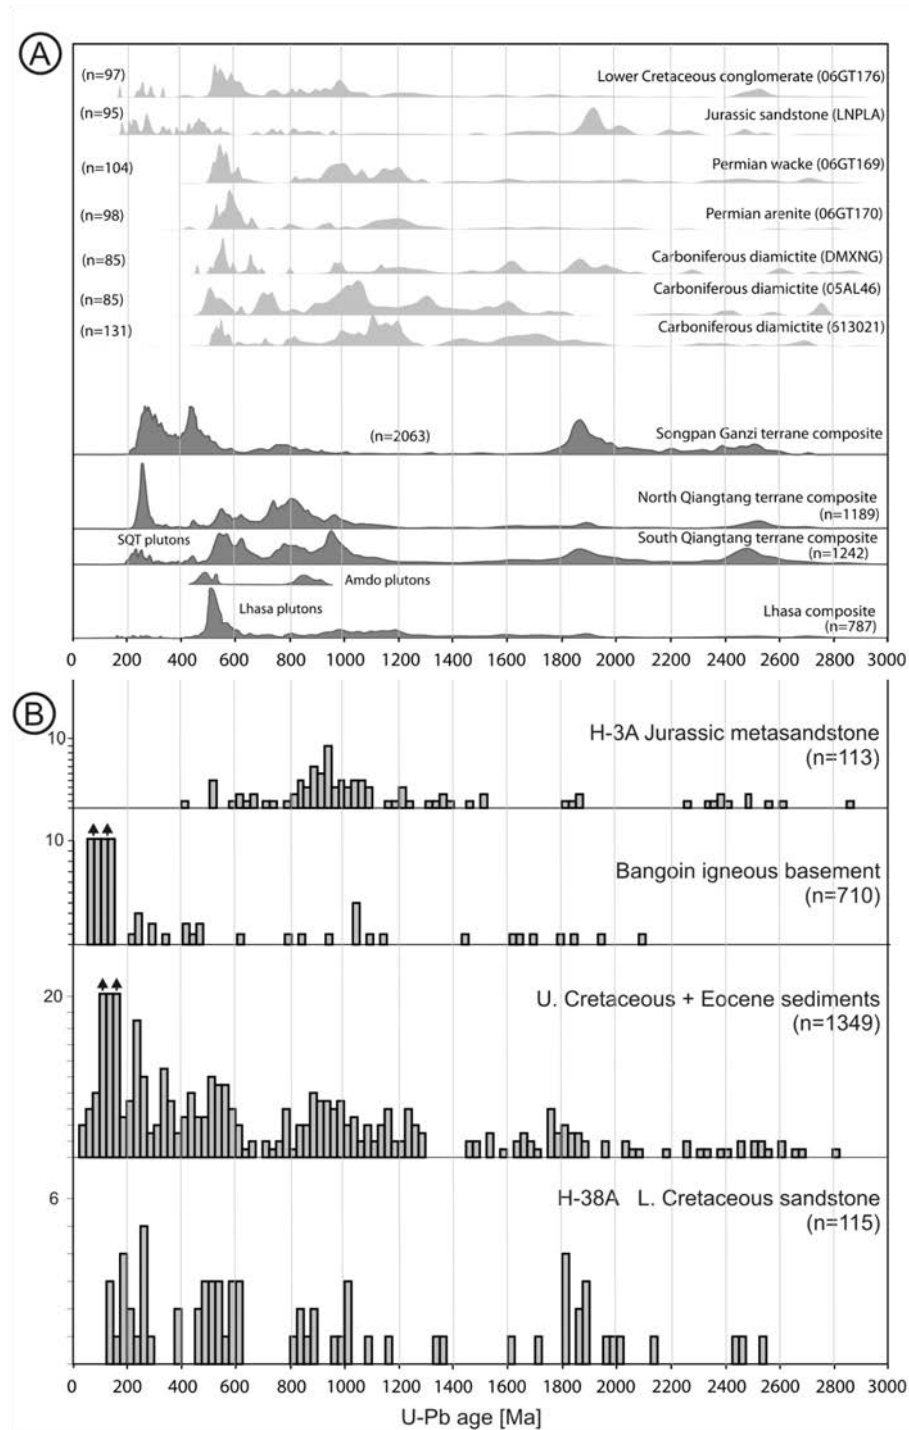 A
(n=97) Lower Cretaceous conglomerate (06GT176)
(n=95) Jurassic sandstone (LNPLA)
(n=104) Permian wacke (06GT169)
(n=98) Permian arenite (06GT170)
(n=85) Carboniferous diamictite (DMXNG)
(n=85) Carboniferous diamictite (05AL46)
(n=131) Carboniferous diamictite (613021)
(n=2063) Songpan Ganzi terrane composite
North Qiangtang terrane composite
(n=1189)
SQT plutons South Qiangtang terrane composite
(n=1242)
Amdo plutons
Lhasa plutons Lhasa composite
(n=787)
0 200 400 600 800 1000 1200 1400 1600 1800 2000 2200 2400 2600 2800 3000
B
10 H-3A Jurassic metasandstone
(n=113)
10 Bangoin igneous basement
(n=710)
20 U. Cretaceous + Eocene sediments
(n=1349)
6 H-38A L. Cretaceous sandstone
(n=115)
0 200 400 600 800 1000 1200 1400 1600 1800 2000 2200 2400 2600 2800 3000
U-Pb age [Ma]